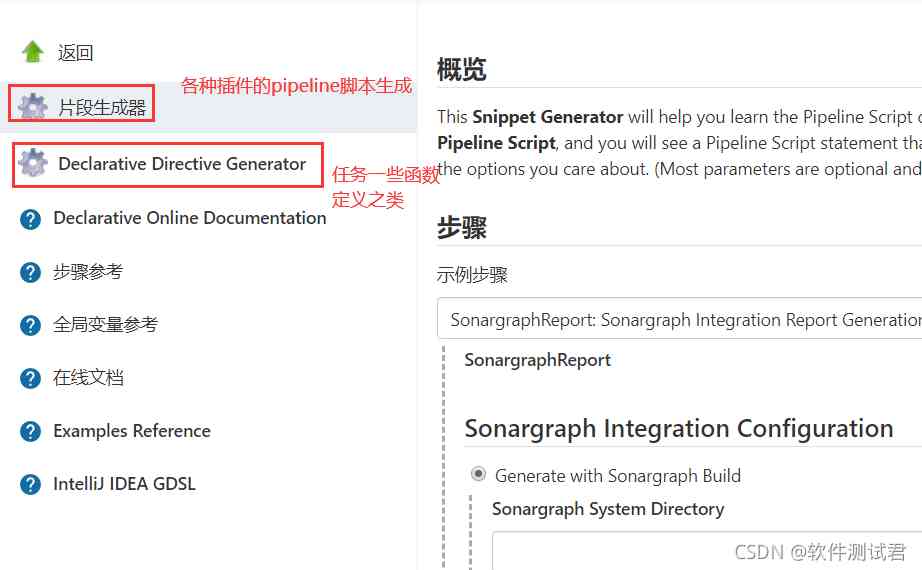 返回
片段生成器
各种插件的pipeline脚本生成
Declarative Directive Generator
任务一些函数
定义之类
Declarative Online Documentation
步骤参考
全局变量参考
在线文档
Examples Reference
IntelliJ IDEA GDSL
概览
This Snippet Generator will help you learn the Pipeline Script
Pipeline Script, and you will see a Pipeline Script statement tha
the options you care about. (Most parameters are optional and
步骤
示例步骤
SonargraphReport: Sonargraph Integration Report Generation
SonargraphReport
Sonargraph Integration Configuration
Generate with Sonargraph Build
Sonargraph System Directory
CSDN @软件测试君